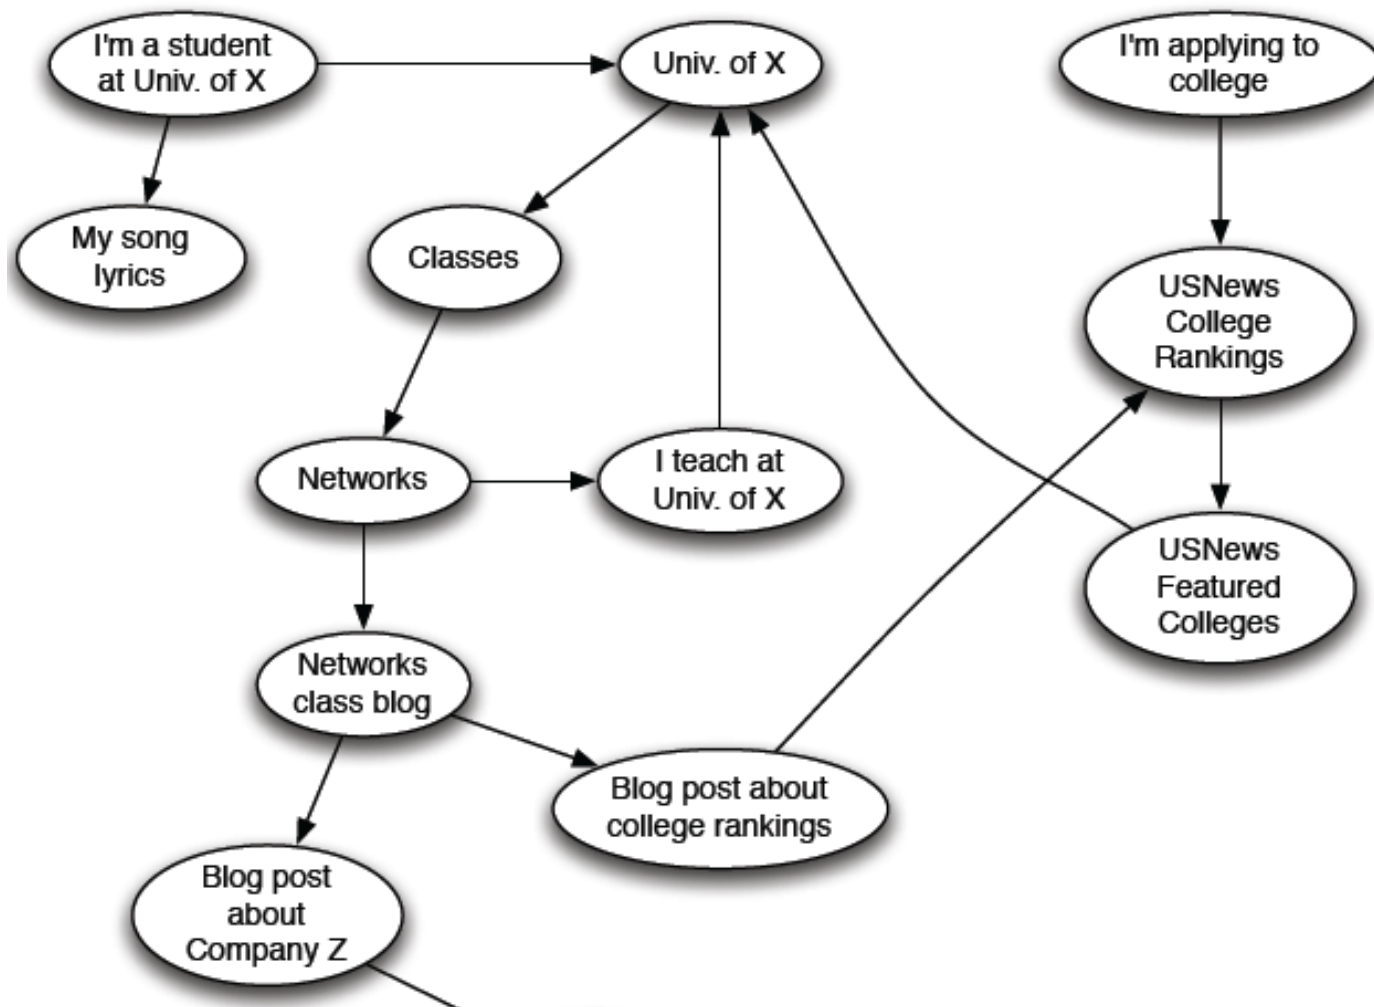 I'm a student
at Univ. of X
Univ. of X
I'm applying to
college
My song
lyrics
Classes
USNews
College
Rankings
Networks
I teach at
Univ. of X
USNews
Featured
Colleges
Networks
class blog
Blog post about
college rankings
Blog post
about
Company Z